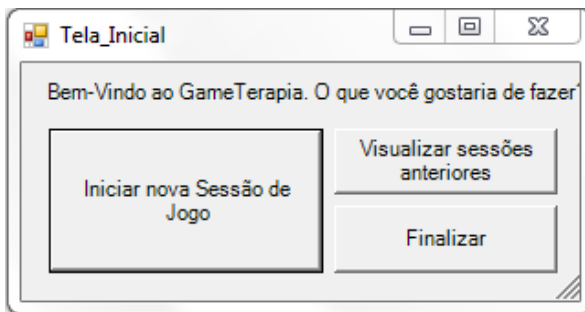 Tela_Inicial
Bem-Vindo ao GameTerapia. O que você gostaria de fazer?
Iniciar nova Sessão de
Jogo
Visualizar sessões
anteriores
Finalizar